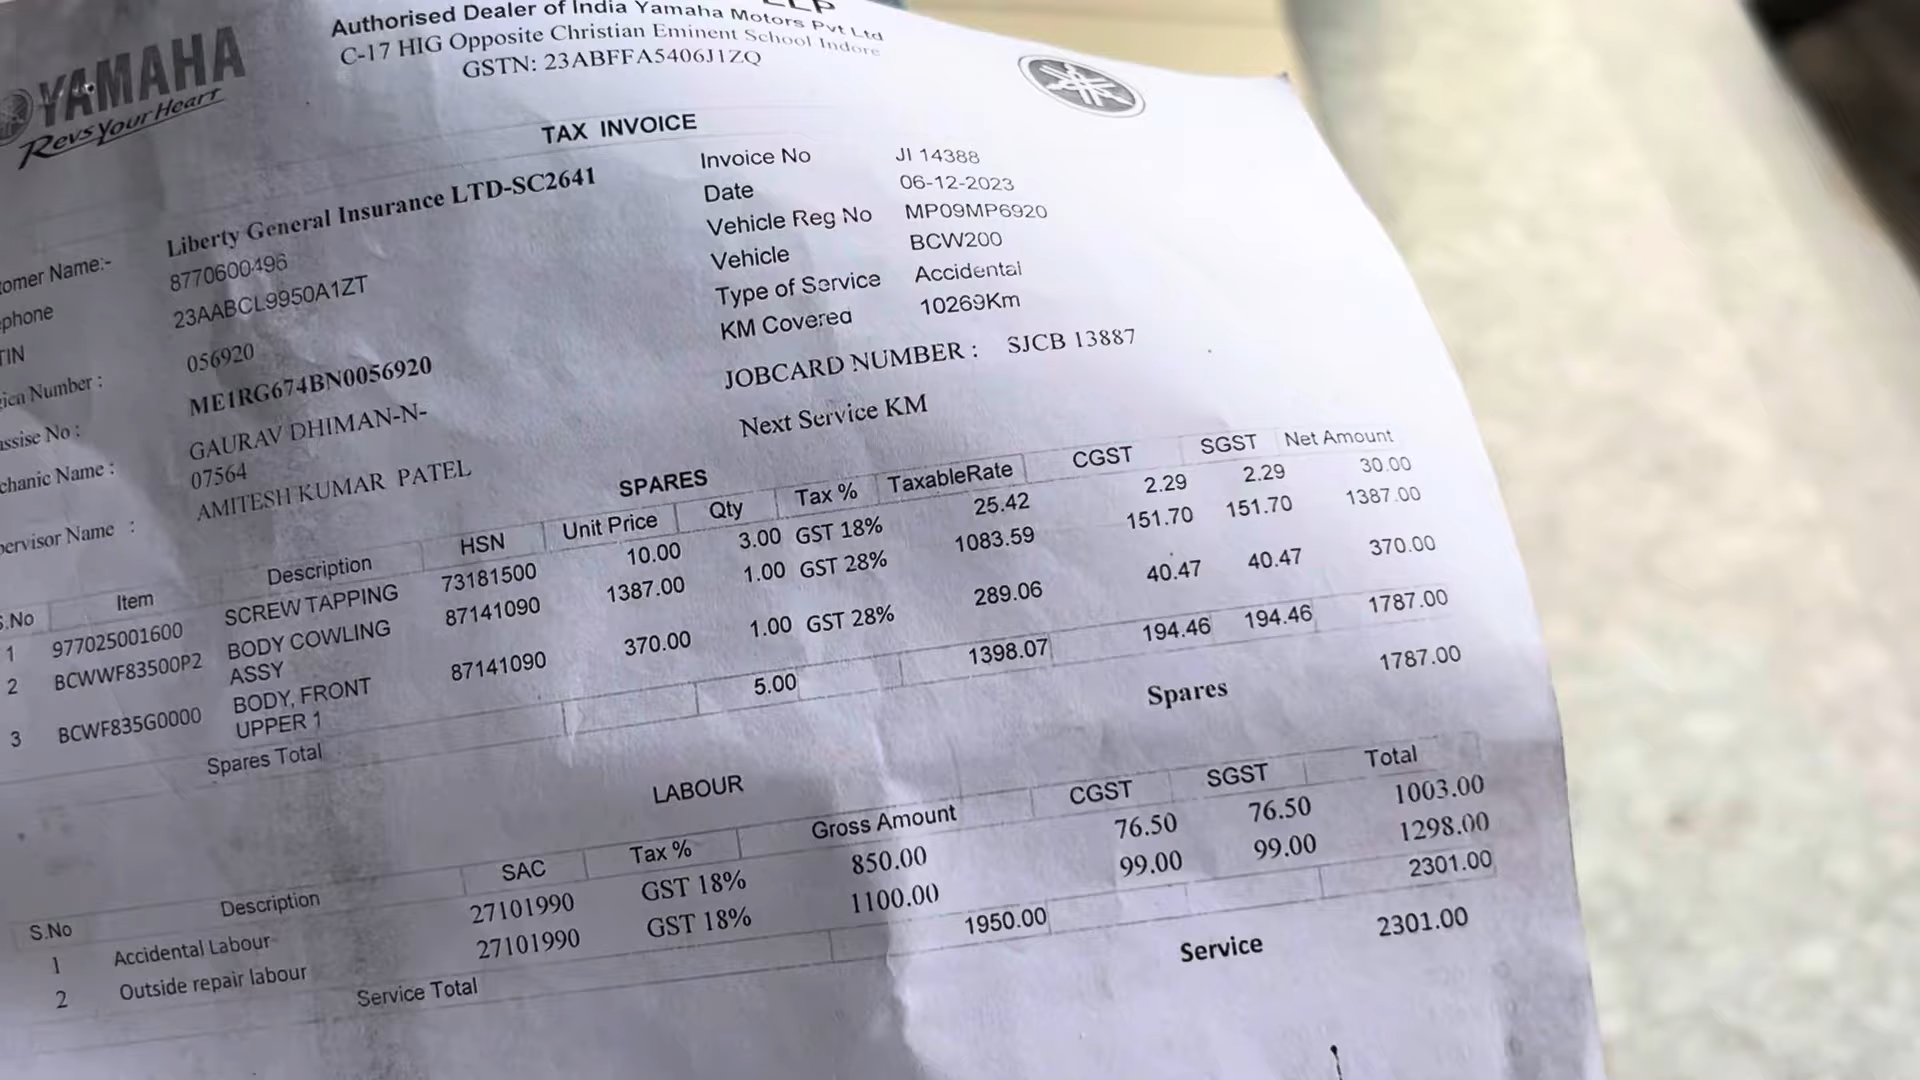 LLP
Authorised Dealer of India Yamaha Motors Pvt Ltd
C-17 HIG Opposite Christian Eminent School Indore
GSTN: 23ABFFA5406J1ZQ
YAMAHA
Revs Your Heart
TAX INVOICE
tomer Name:- Liberty General Insurance LTD-SC2641
phone 8770600496
TIN 23AABCL9950A1ZT
gica Number : 056920
assise No : ME1RG674BN0056920
chanic Name : GAURAV DHIMAN-N-
07564
pervisor Name : AMITESH KUMAR PATEL
Invoice No JI 14388
Date 06-12-2023
Vehicle Reg No MP09MP6920
Vehicle BCW200
Type of Service Accidental
KM Covered 10269Km
JOBCARD NUMBER : SJCB 13887
Next Service KM
SPARES
S.No Item Description HSN Unit Price Qty Tax % TaxableRate CGST SGST Net Amount
1 977025001600 SCREW TAPPING 73181500 10.00 3.00 GST 18% 25.42 2.29 2.29 30.00
2 BCWWF83500P2 BODY COWLING 87141090 1387.00 1.00 GST 28% 1083.59 151.70 151.70 1387.00
ASSY
3 BCWF835G0000 BODY, FRONT 87141090 370.00 1.00 GST 28% 289.06 40.47 40.47 370.00
UPPER 1
Spares Total 5.00 1398.07 194.46 194.46 1787.00
Spares 1787.00
LABOUR
S.No Description SAC Tax % Gross Amount CGST SGST Total
1 Accidental Labour 27101990 GST 18% 850.00 76.50 76.50 1003.00
2 Outside repair labour 27101990 GST 18% 1100.00 99.00 99.00 1298.00
Service Total 1950.00 2301.00
Service 2301.00